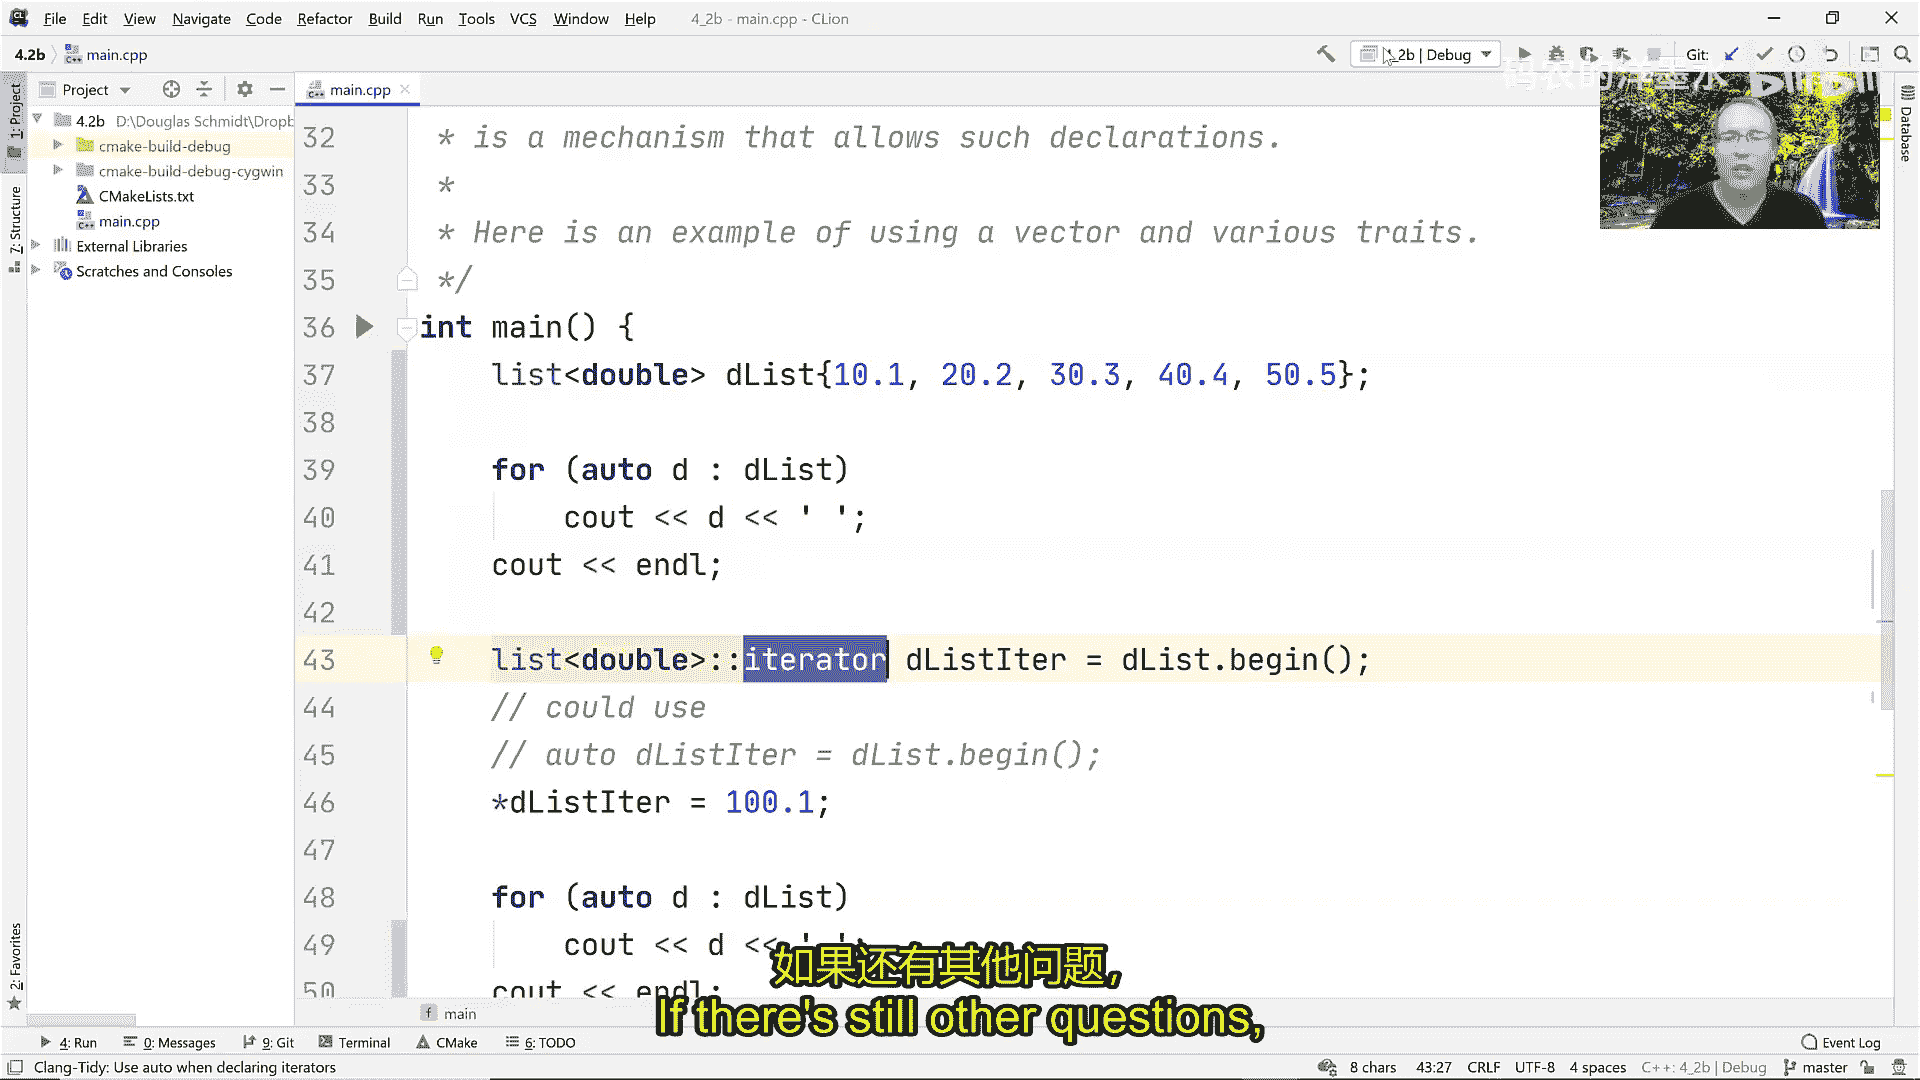 File Edit View Navigate Code Refactor Build Run Tools VCS Window Help 4_2b - main.cpp - CLion
4.2b main.cpp
2b | Debug
Git:
码农的洋墨水
bilibili
1: Project
7: Structure
2: Favorites
Database
Project
4.2b D:\Douglas Schmidt\Dropb
cmake-build-debug
cmake-build-debug-cygwin
CMakeLists.txt
main.cpp
External Libraries
Scratches and Consoles
main.cpp
32 * is a mechanism that allows such declarations.
33 *
34 * Here is an example of using a vector and various traits.
35 */
36 int main() {
37 list<double> dList{10.1, 20.2, 30.3, 40.4, 50.5};
38
39 for (auto d : dList)
40 cout << d << ' ';
41 cout << endl;
42
43 list<double>::iterator dListIter = dList.begin();
44 // could use
45 // auto dListIter = dList.begin();
46 *dListIter = 100.1;
47
48 for (auto d : dList)
49 cout << d << ' ';
50 cout << endl;
如果还有其他问题,
If there's still other questions,
f main
4: Run 0: Messages 9: Git Terminal CMake 6: TODO Event Log
Clang-Tidy: Use auto when declaring iterators 8 chars 43:27 CRLF UTF-8 4 spaces C++: 4_2b | Debug master